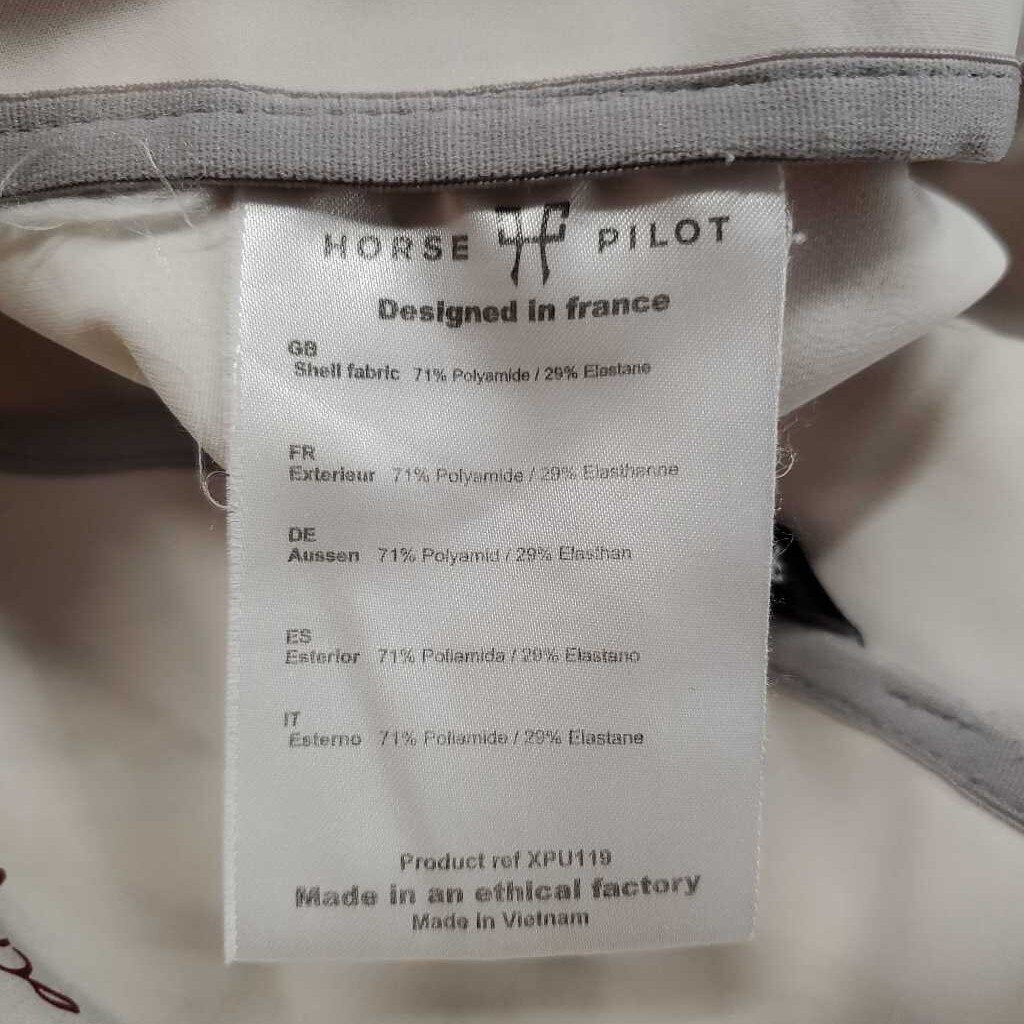 HORSE PILOT
Designed in france
GB
Shell fabric 71% Polyamide / 29% Elastane
FR
Exterieur 71% Polyamide / 29% Elasthanne
DE
Aussen 71% Polyamid / 29% Elasthan
ES
Esterior 71% Poliamida / 29% Elastano
IT
Esterno 71% Poliamide / 29% Elastane
Product ref XPU119
Made in an ethical factory
Made in Vietnam